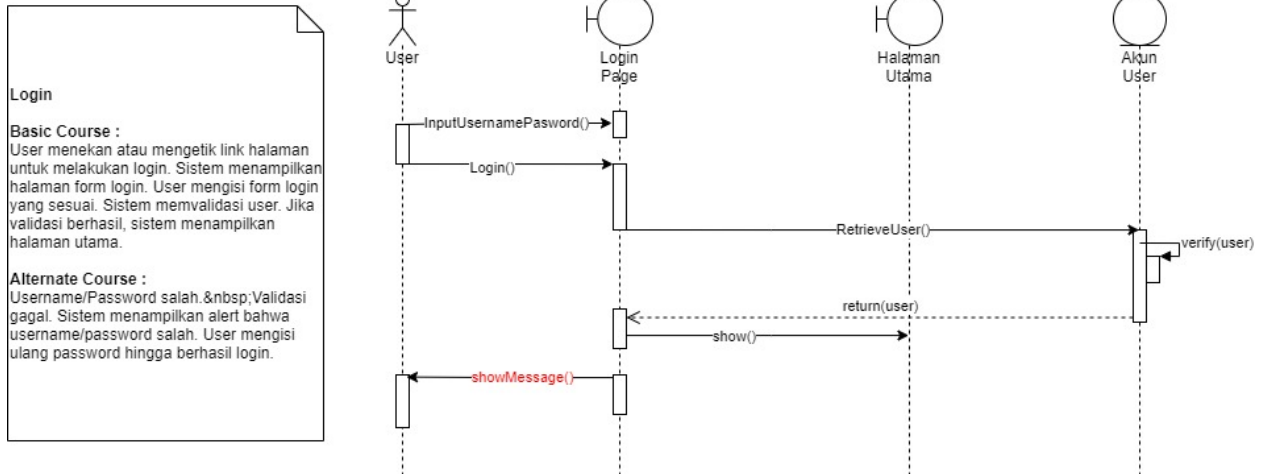 Login
Basic Course :
User menekan atau mengetik link halaman
untuk melakukan login. Sistem menampilkan
halaman form login. User mengisi form login
yang sesuai. Sistem memvalidasi user. Jika
validasi berhasil, sistem menampilkan
halaman utama.
Alternate Course :
Username/Password salah.&nbsp;Validasi
gagal. Sistem menampilkan alert bahwa
username/password salah. User mengisi
ulang password hingga berhasil login.
User
Login
Page
Halaman
Utama
Akun
User
InputUsernamePasword()
Login()
RetrieveUser()
verify(user)
return(user)
show()
showMessage()